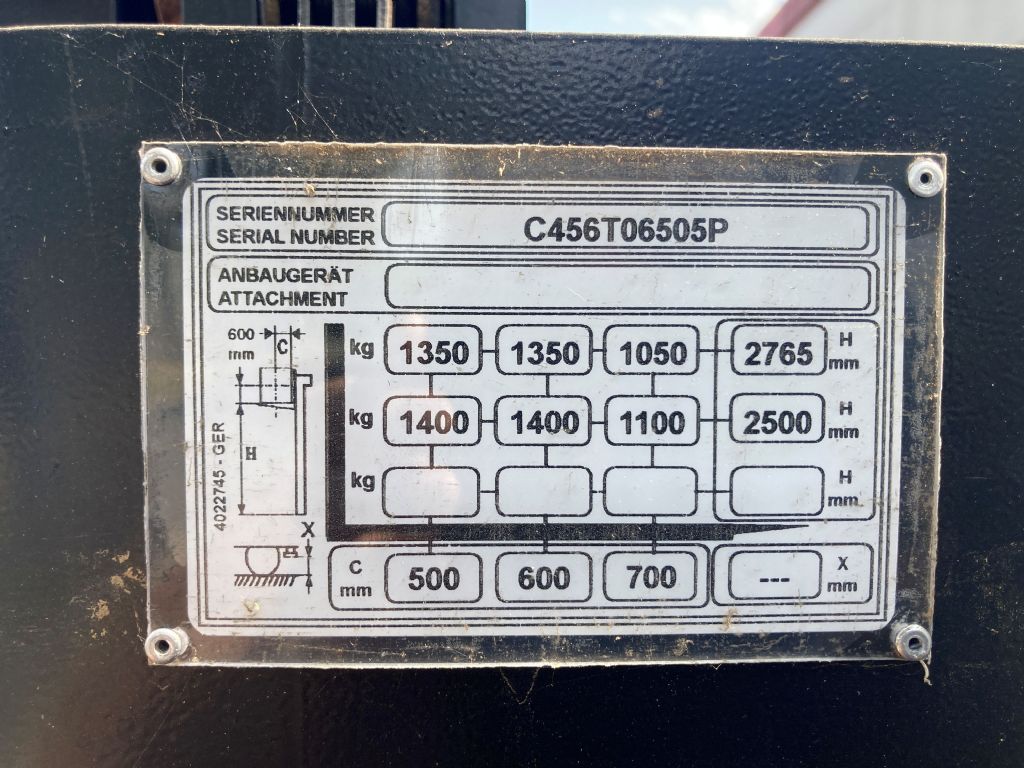 SERIENNUMMER
SERIAL NUMBER
C456T06505P
ANBAUGERÄT
ATTACHMENT
600
mm
C
H
X
4022745 - GER
kg 1350 1350 1050 2765 H mm
kg 1400 1400 1100 2500 H mm
kg H mm
C mm 500 600 700 --- X mm